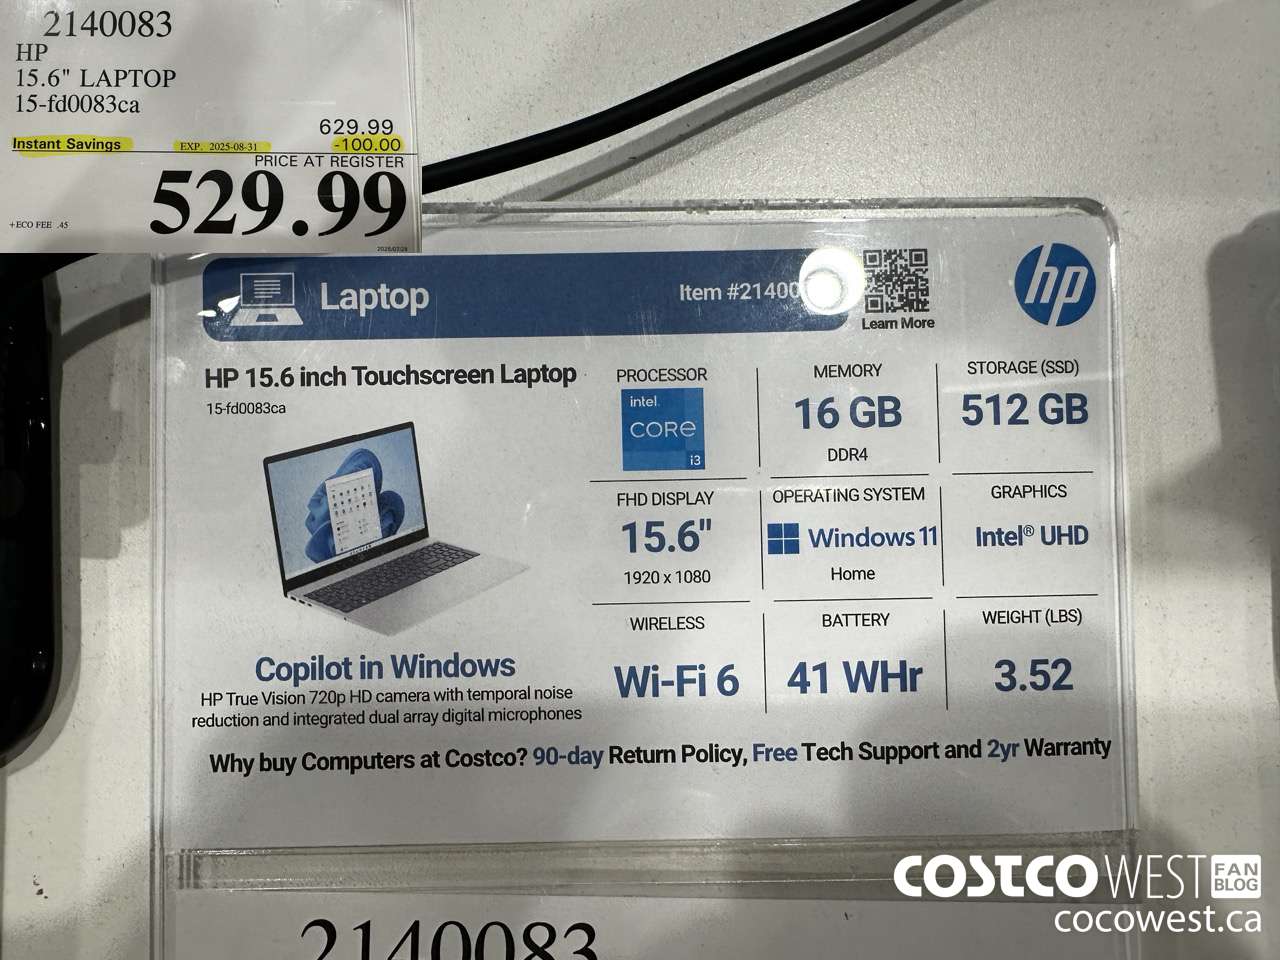 2140083
HP
15.6" LAPTOP
15-fd0083ca
629.99
Instant Savings EXP. 2025-08-31 -100.00
PRICE AT REGISTER
529.99
+ECO FEE .45
Laptop
Item #21400
Learn More
hp
HP 15.6 inch Touchscreen Laptop
15-fd0083ca
PROCESSOR
intel.
CORE
i3
MEMORY
16 GB
DDR4
STORAGE (SSD)
512 GB
FHD DISPLAY
15.6"
1920 x 1080
OPERATING SYSTEM
Windows 11
Home
GRAPHICS
Intel® UHD
WIRELESS
Wi-Fi 6
BATTERY
41 WHr
WEIGHT (LBS)
3.52
Copilot in Windows
HP True Vision 720p HD camera with temporal noise
reduction and integrated dual array digital microphones
Why buy Computers at Costco? 90-day Return Policy, Free Tech Support and 2yr Warranty
2140083
COSTCO WEST FAN BLOG
cocowest.ca